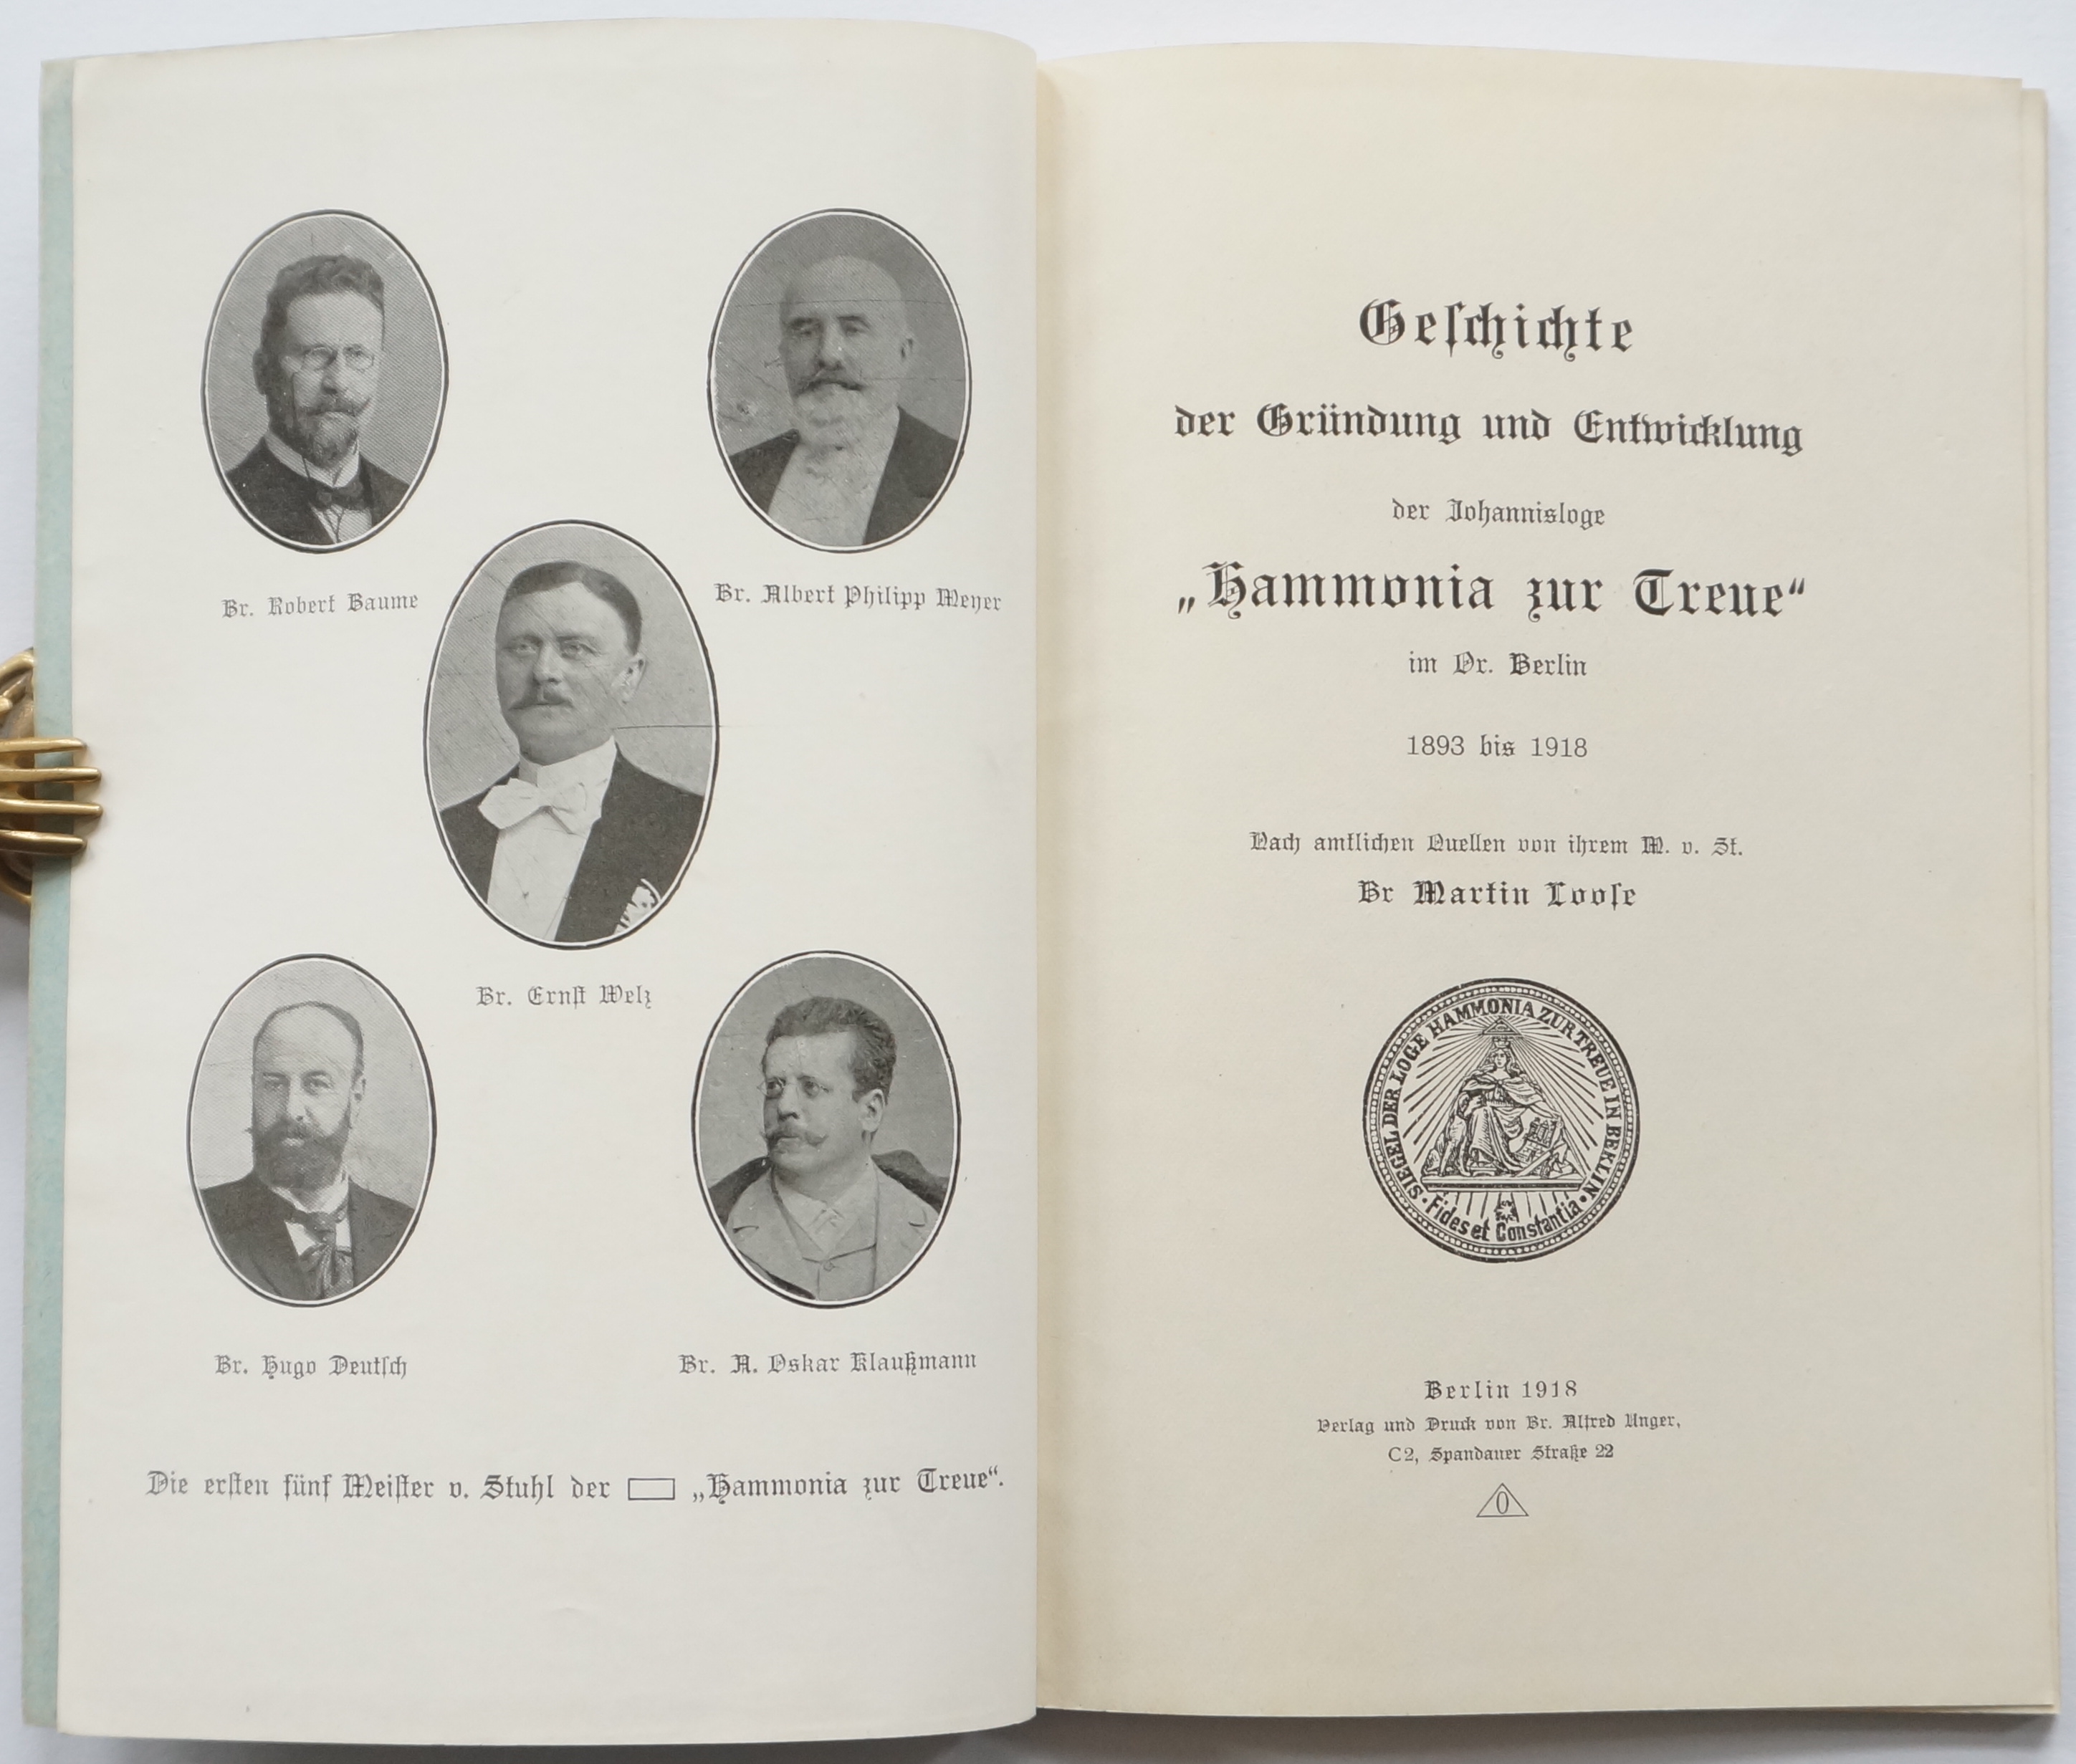 Br. Robert Baume
Br. Albert Philipp Meyer
Br. Ernst Welz
Br. Hugo Deutsch
Br. A. Oskar Klaußmann
Die ersten fünf Meister v. Stuhl der „Hammonia zur Treue“.
Geschichte
der Gründung und Entwicklung
der Johannisloge
„Hammonia zur Treue“
im Or. Berlin
1893 bis 1918
Nach amtlichen Quellen von ihrem M. v. St.
Br Martin Loose
SIEGEL DER LOGE HAMMONIA ZUR TREUE IN BERLIN
Fides et Constantia
Berlin 1918
Verlag und Druck von Br. Alfred Unger,
C2, Spandauer Straße 22
0